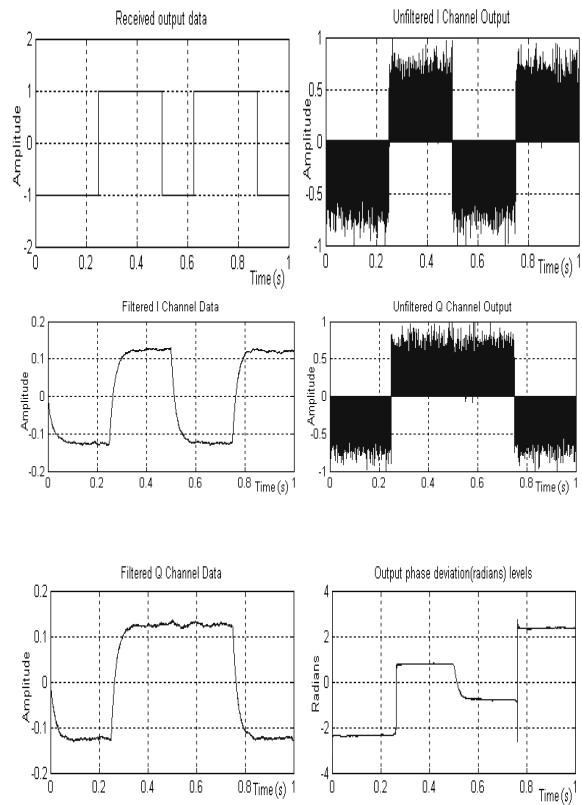 Received output data
2
1
0
-1
-2
Amplitude
0 0.2 0.4 0.6 0.8 1
Time(s)
Unfiltered I Channel Output
1
0.5
0
-0.5
-1
Amplitude
0 0.2 0.4 0.6 0.8 1
Time(s)
Filtered I Channel Data
0.2
0.1
0
-0.1
-0.2
Amplitude
0 0.2 0.4 0.6 0.8 1
Time(s)
Unfiltered Q Channel Output
1
0.5
0
-0.5
-1
Amplitude
0 0.2 0.4 0.6 0.8 1
Time(s)
Filtered Q Channel Data
0.2
0.1
0
-0.1
-0.2
Amplitude
0 0.2 0.4 0.6 0.8 1
Time(s)
Output phase deviation(radians) levels
4
2
0
-2
-4
Radians
0 0.2 0.4 0.6 0.8 1
Time(s)